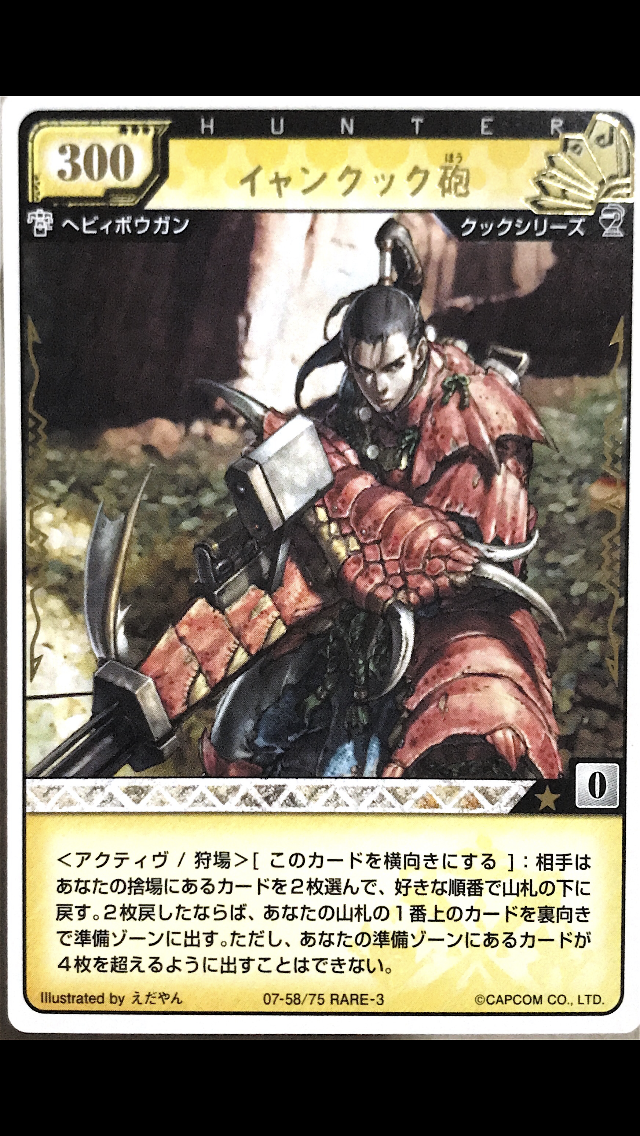 HUNTER
300
ほう
イャンクック砲
ヘビィボウガン
クックシリーズ
0
<アクティヴ / 狩場>[ このカードを横向きにする ]：相手は
あなたの捨場にあるカードを２枚選んで、好きな順番で山札の下に
戻す。２枚戻したならば、あなたの山札の１番上のカードを裏向き
で準備ゾーンに出す。ただし、あなたの準備ゾーンにあるカードが
４枚を超えるように出すことはできない。
Illustrated by えだやん
07-58/75 RARE-3
©CAPCOM CO., LTD.